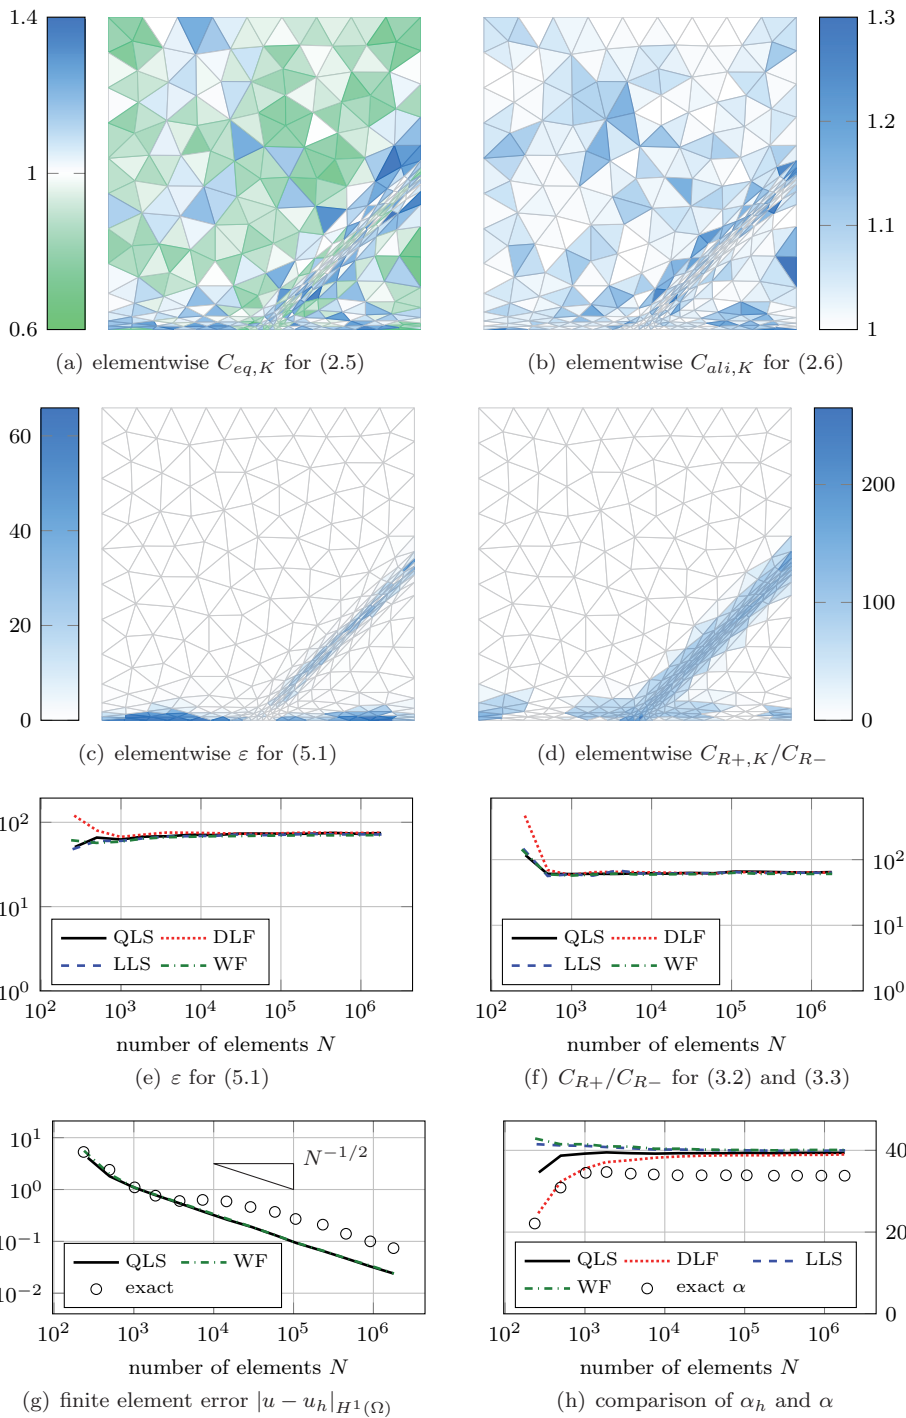 1.4
1
0.6
1.3
1.2
1.1
1
(a) elementwise C_{eq,K} for (2.5)
(b) elementwise C_{ali,K} for (2.6)
60
40
20
0
200
100
0
(c) elementwise ε for (5.1)
(d) elementwise C_{R+,K}/C_{R−}
10^2
10^1
10^0
QLS
DLF
LLS
WF
10^2
10^3
10^4
10^5
10^6
number of elements N
(e) ε for (5.1)
10^2
10^1
10^0
QLS
DLF
LLS
WF
10^2
10^3
10^4
10^5
10^6
number of elements N
(f) C_{R+}/C_{R−} for (3.2) and (3.3)
10^1
10^0
10^{−1}
10^{−2}
N^{−1/2}
QLS
WF
exact
10^2
10^3
10^4
10^5
10^6
number of elements N
(g) finite element error |u − u_h|_{H^1(Ω)}
40
20
0
QLS
DLF
LLS
WF
exact α
10^2
10^3
10^4
10^5
10^6
number of elements N
(h) comparison of α_h and α